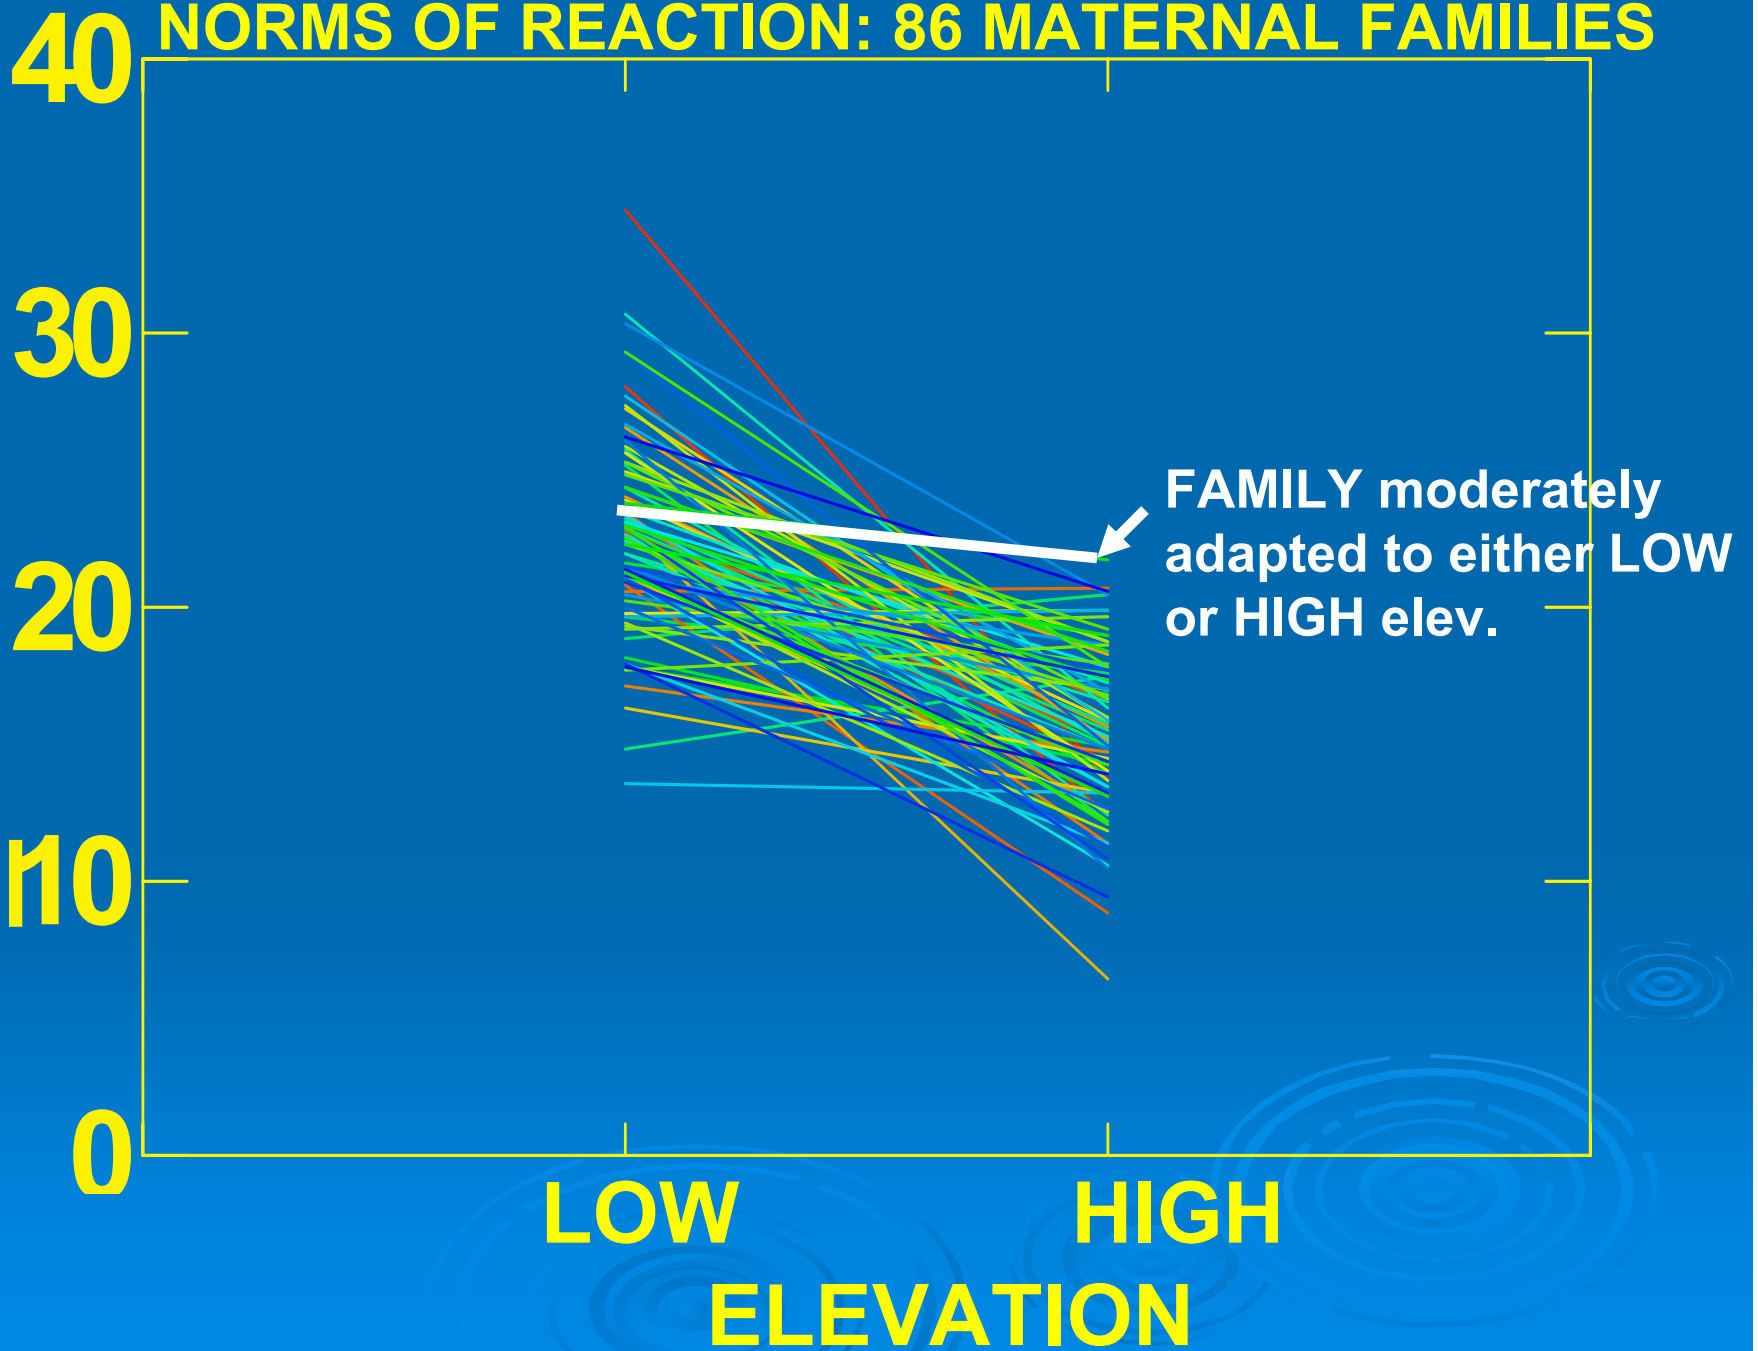 NORMS OF REACTION: 86 MATERNAL FAMILIES
40
30
20
10
0
FAMILY moderately
adapted to either LOW
or HIGH elev.
LOW HIGH
ELEVATION